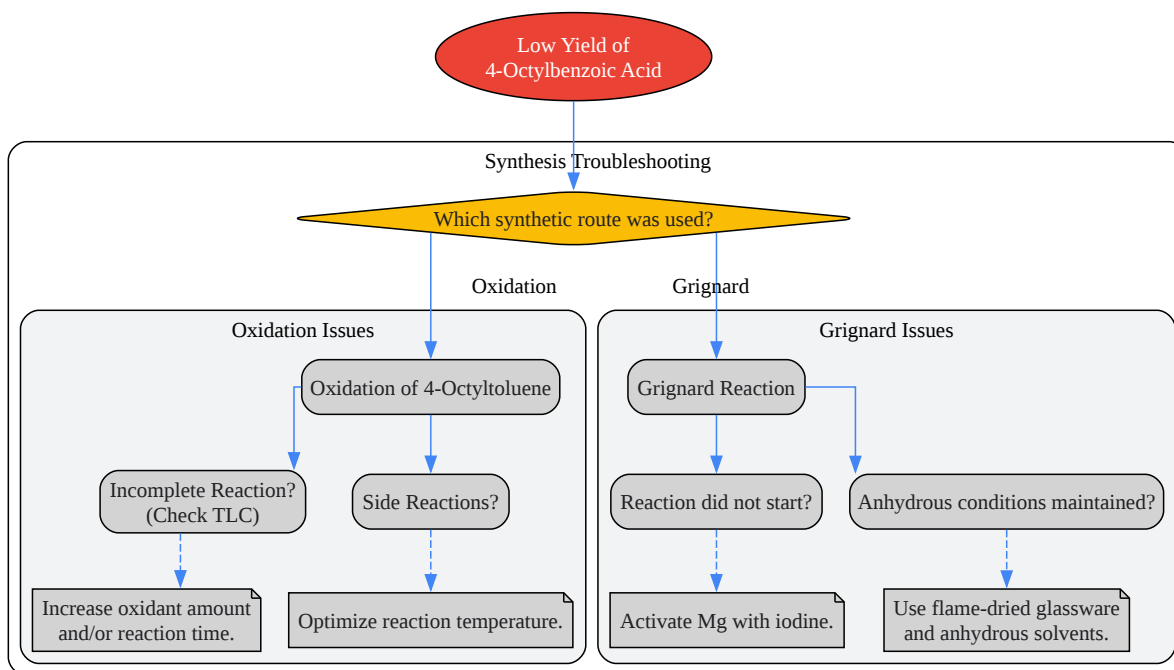 Low Yield of
4-Octylbenzoic Acid
Synthesis Troubleshooting
Which synthetic route was used?
Oxidation
Grignard
Oxidation Issues
Grignard Issues
Oxidation of 4-Octyltoluene
Grignard Reaction
Incomplete Reaction?
(Check TLC)
Side Reactions?
Reaction did not start?
Anhydrous conditions maintained?
Increase oxidant amount
and/or reaction time.
Optimize reaction temperature.
Activate Mg with iodine.
Use flame-dried glassware
and anhydrous solvents.